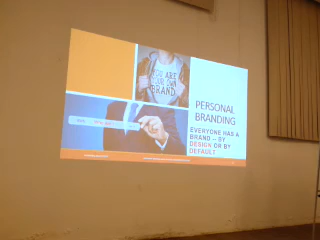 YOU ARE
YOUR OWN
BRAND
PERSONAL
BRANDING
EVERYONE HAS A
BRAND – BY
DESIGN OR BY
DEFAULT